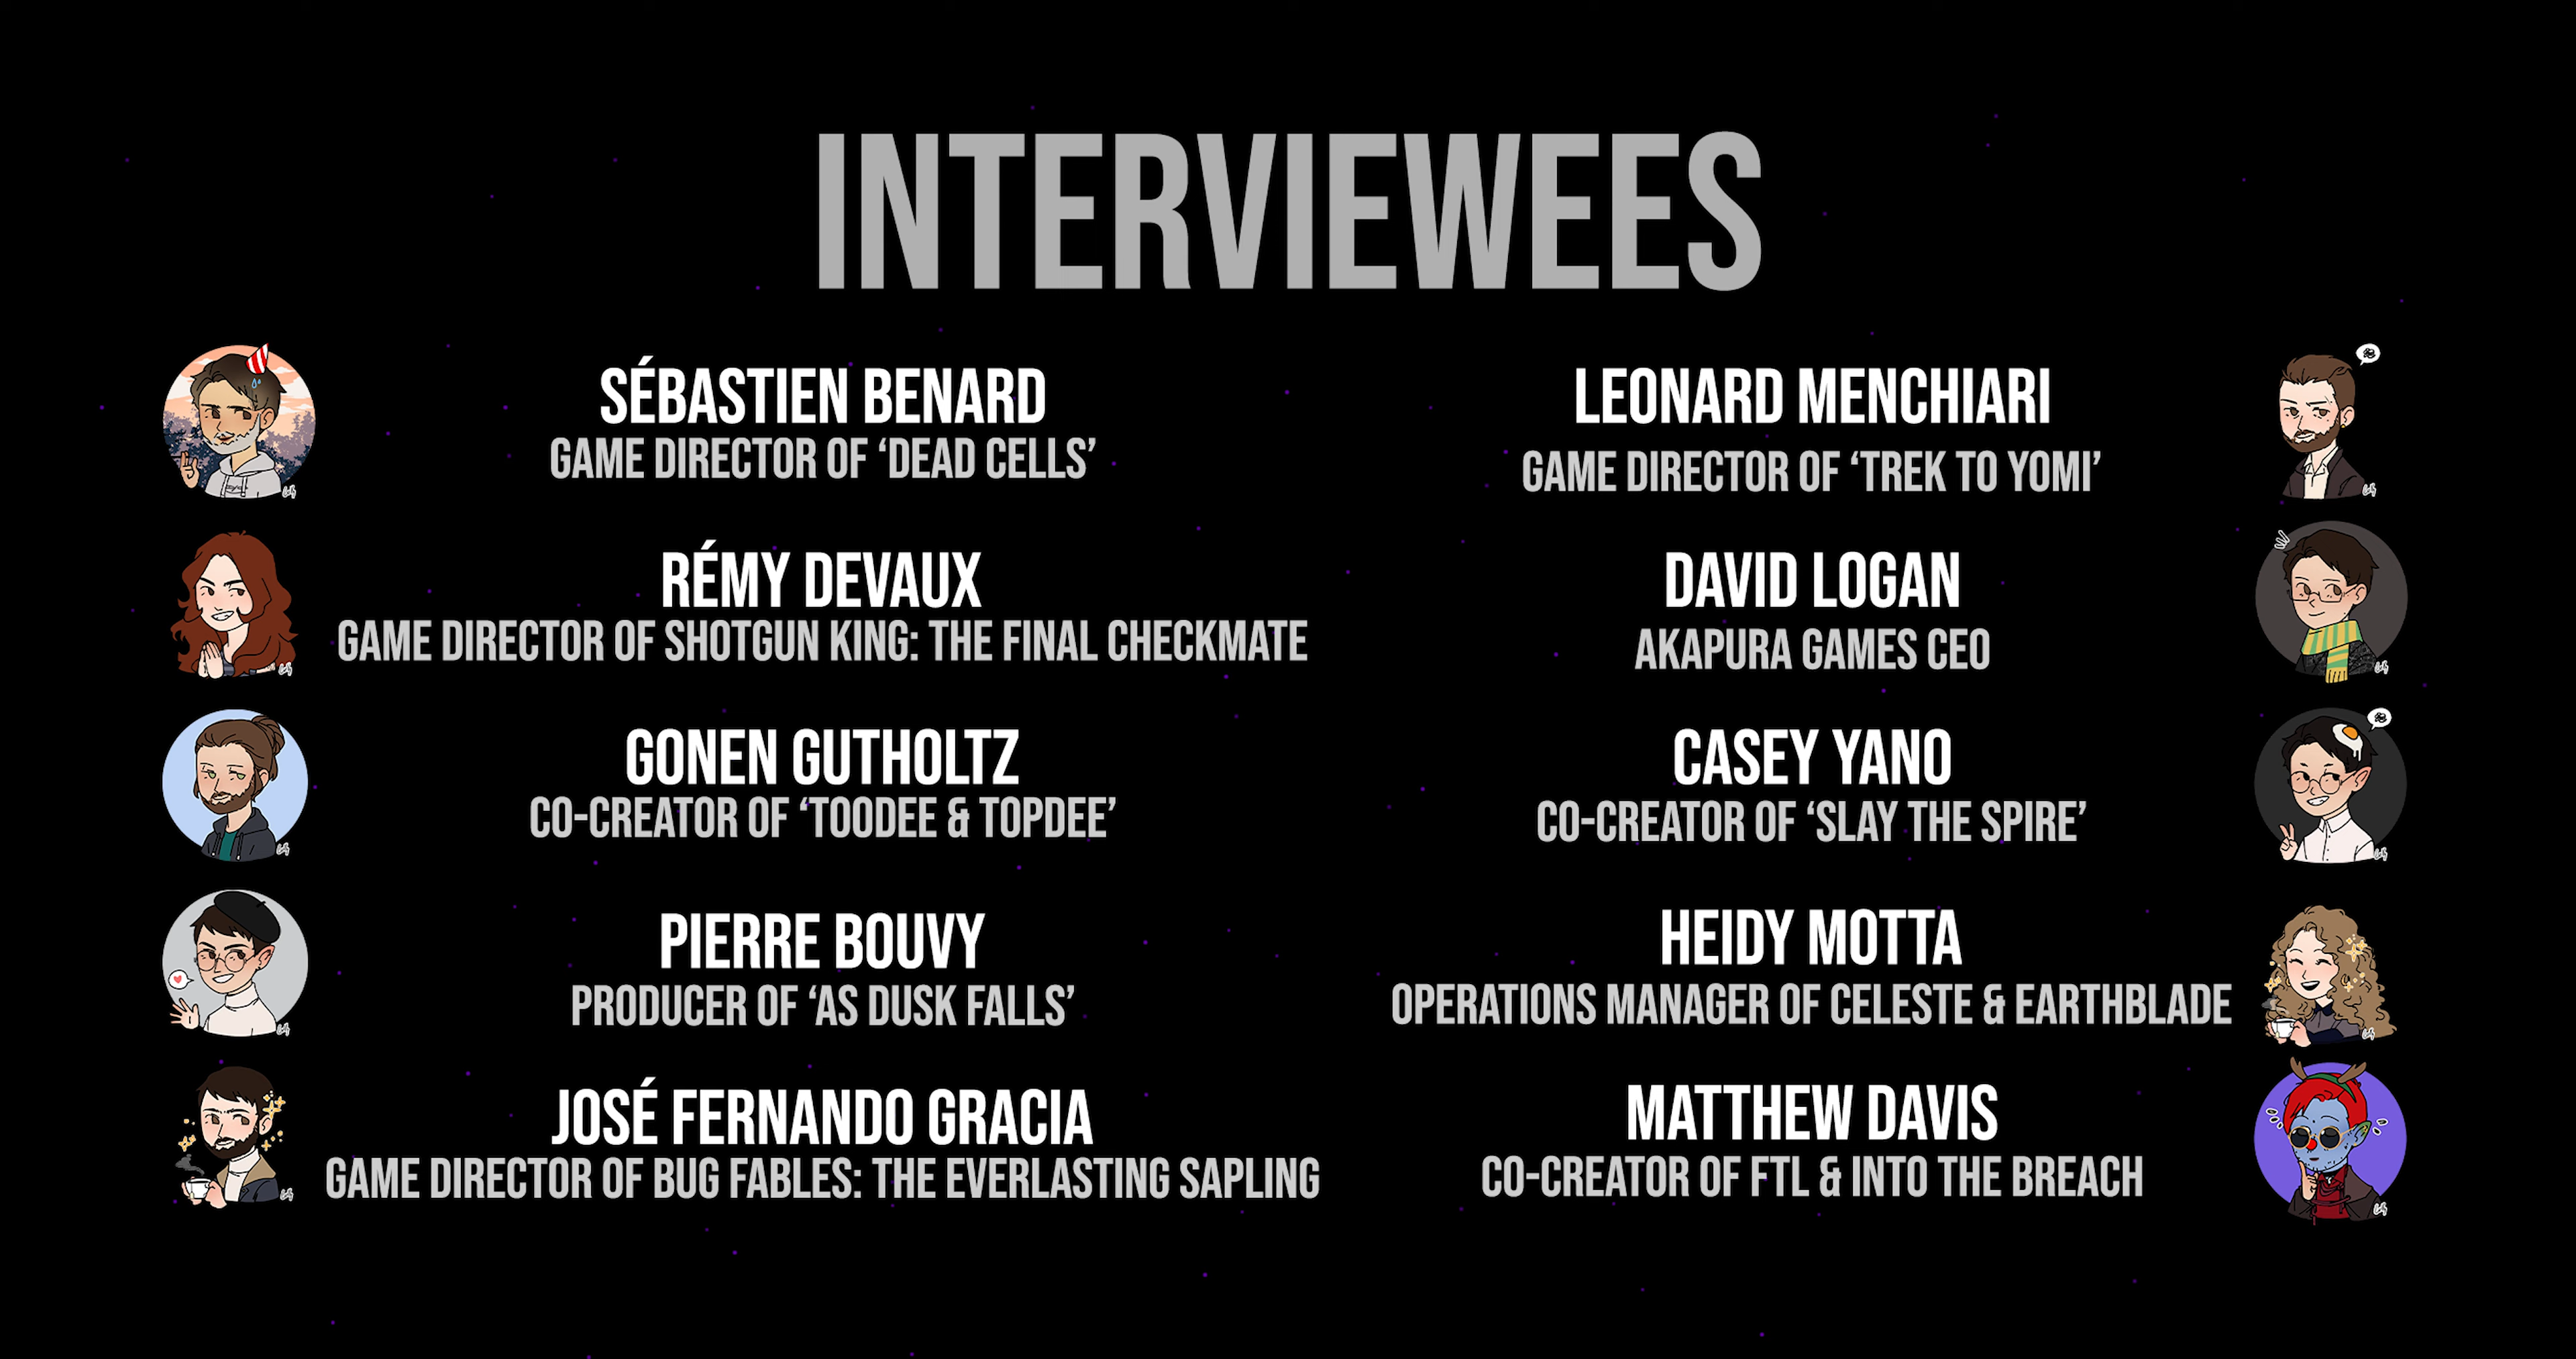 INTERVIEWEES
SÉBASTIEN BENARD
GAME DIRECTOR OF ‘DEAD CELLS’
RÉMY DEVAUX
GAME DIRECTOR OF SHOTGUN KING: THE FINAL CHECKMATE
GONEN GUTHOLTZ
CO-CREATOR OF ‘TOODEE & TOPDEE’
PIERRE BOUVY
PRODUCER OF ‘AS DUSK FALLS’
JOSÉ FERNANDO GRACIA
GAME DIRECTOR OF BUG FABLES: THE EVERLASTING SAPLING
LEONARD MENCHIARI
GAME DIRECTOR OF ‘TREK TO YOMI’
DAVID LOGAN
AKAPURA GAMES CEO
CASEY YANO
CO-CREATOR OF ‘SLAY THE SPIRE’
HEIDY MOTTA
OPERATIONS MANAGER OF CELESTE & EARTHBLADE
MATTHEW DAVIS
CO-CREATOR OF FTL & INTO THE BREACH